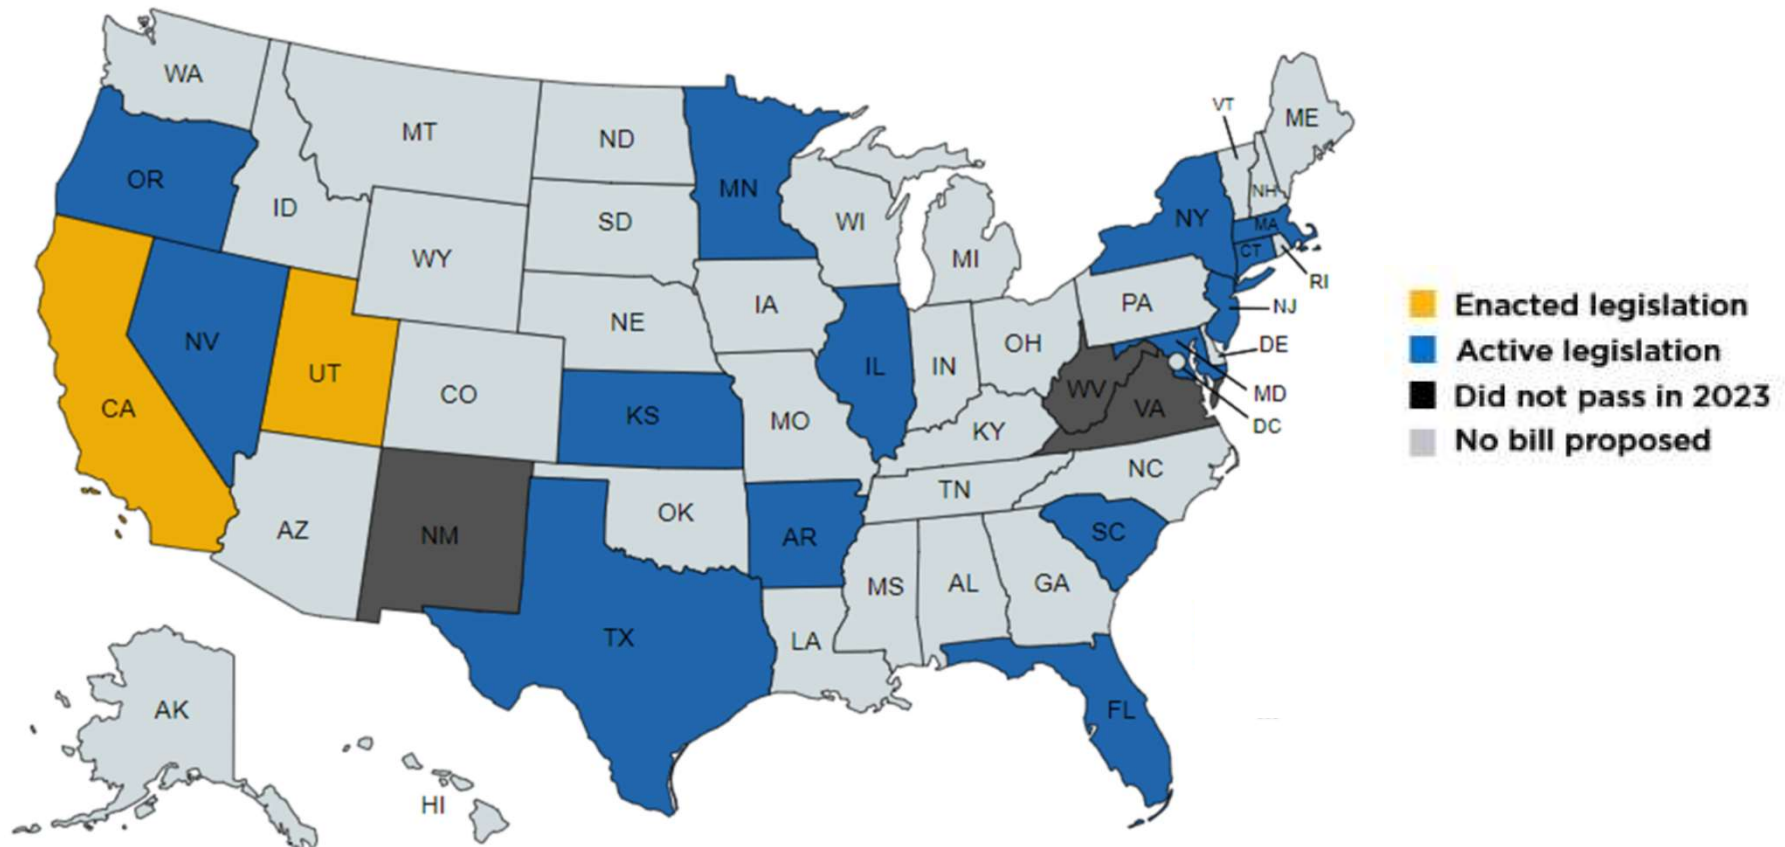 WA
MT
ND
MN
OR
ID
SD
WI
MI
WY
IA
NE
NV
UT
CO
CA
KS
MO
IL
IN
OH
KY
WV
VA
PA
NY
VT
NH
ME
MA
CT
RI
NJ
DE
MD
DC
NC
TN
SC
AZ
NM
OK
AR
MS
AL
GA
TX
LA
FL
AK
HI
Enacted legislation
Active legislation
Did not pass in 2023
No bill proposed